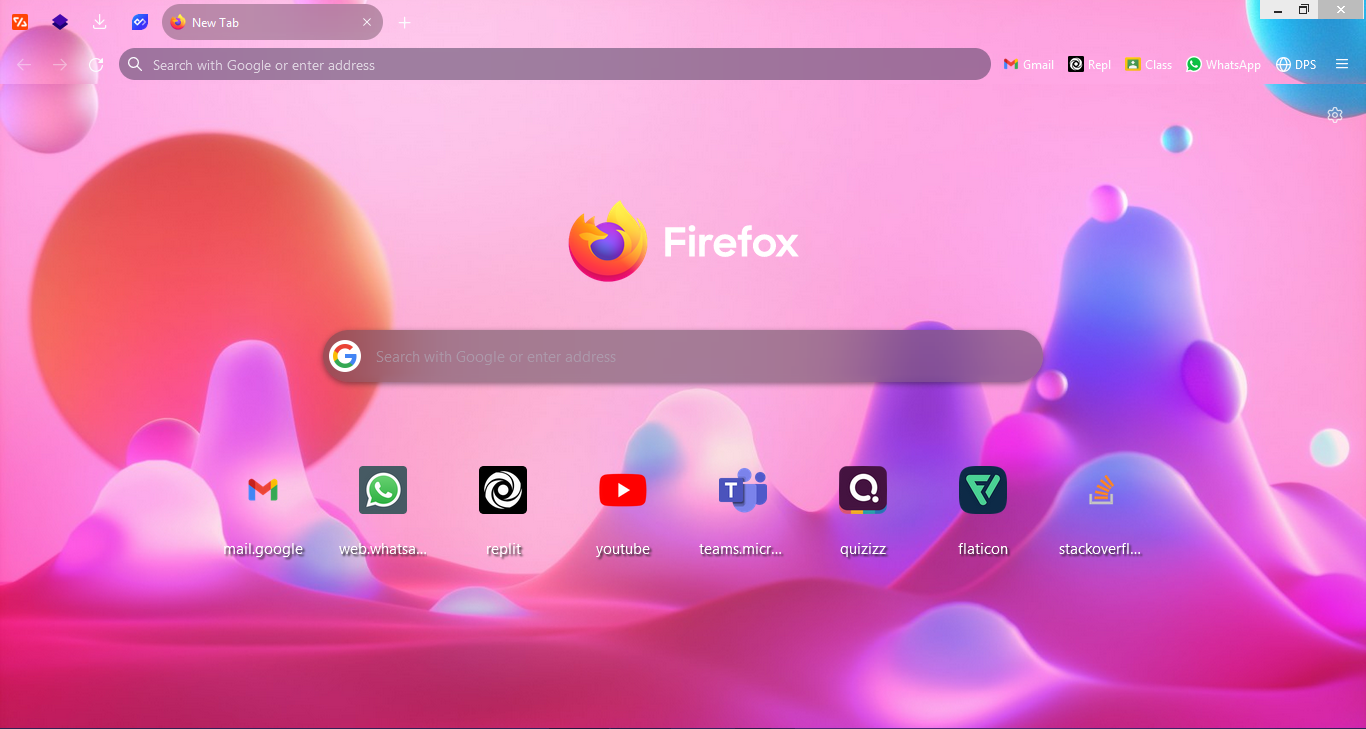 New Tab
Search with Google or enter address
Gmail
Repl
Class
WhatsApp
DPS
Firefox
Search with Google or enter address
mail.google
web.whatsa...
replit
youtube
teams.micr...
quizizz
flaticon
stackoverfl...